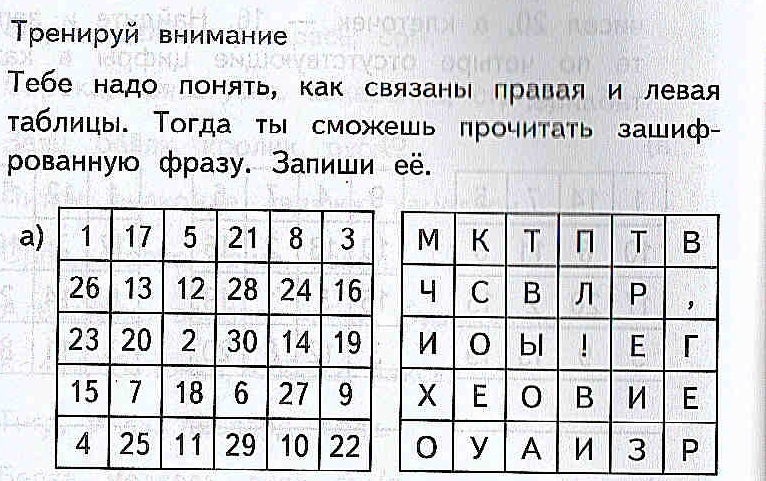 Тренируй внимание
Тебе надо понять, как связаны правая и левая
таблицы. Тогда ты сможешь прочитать зашиф-
рованную фразу. Запиши её.
а) 1 17 5 21 8 3 М К Т П Т В
26 13 12 28 24 16 Ч С В Л Р ,
23 20 2 30 14 19 И О Ы ! Е Г
15 7 18 6 27 9 Х Е О В И Е
4 25 11 29 10 22 О У А И З Р